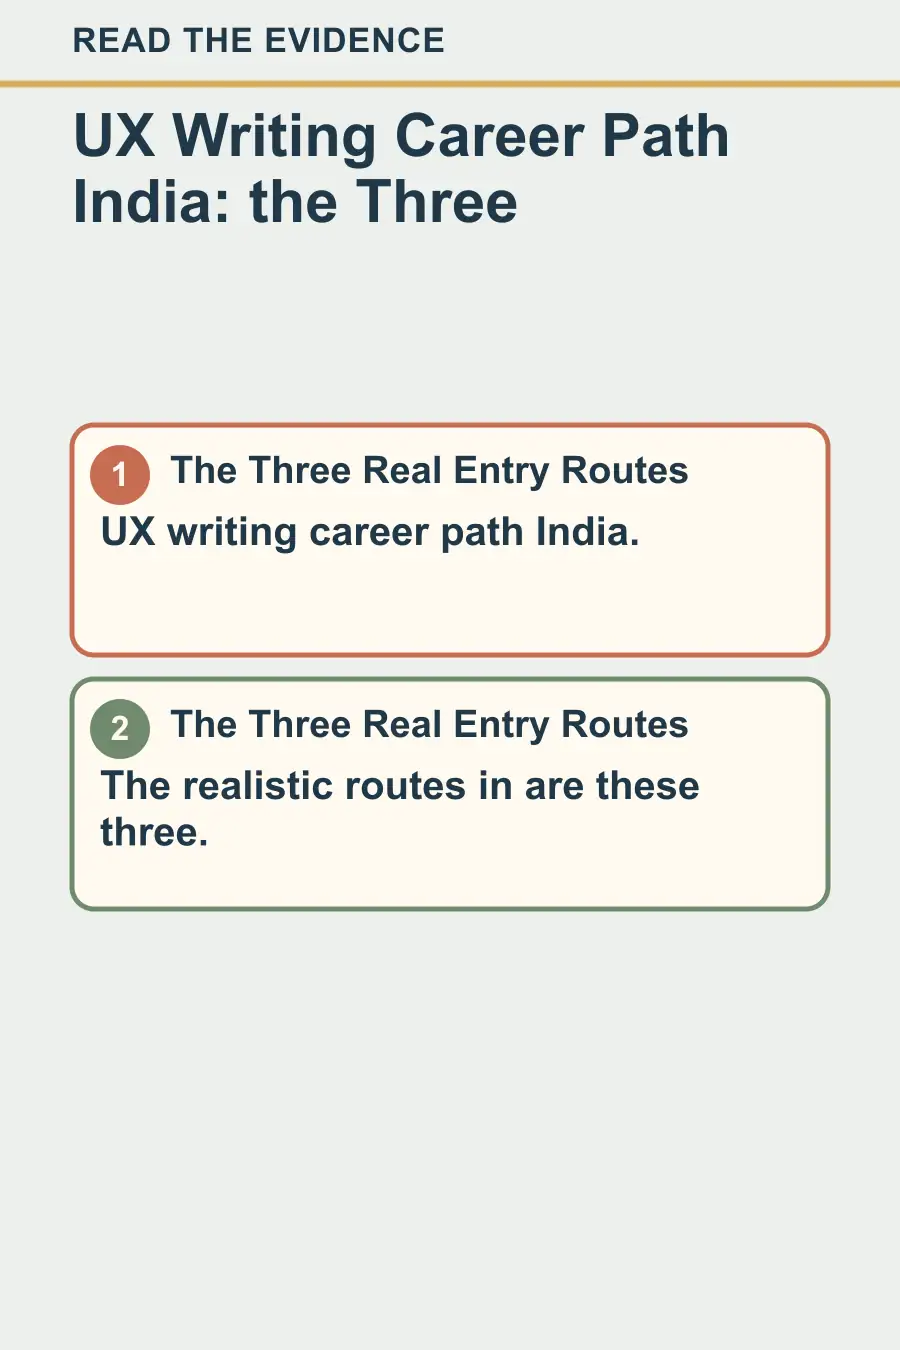 READ THE EVIDENCE
UX Writing Career Path
India: the Three
1 The Three Real Entry Routes
UX writing career path India.
2 The Three Real Entry Routes
The realistic routes in are these
three.